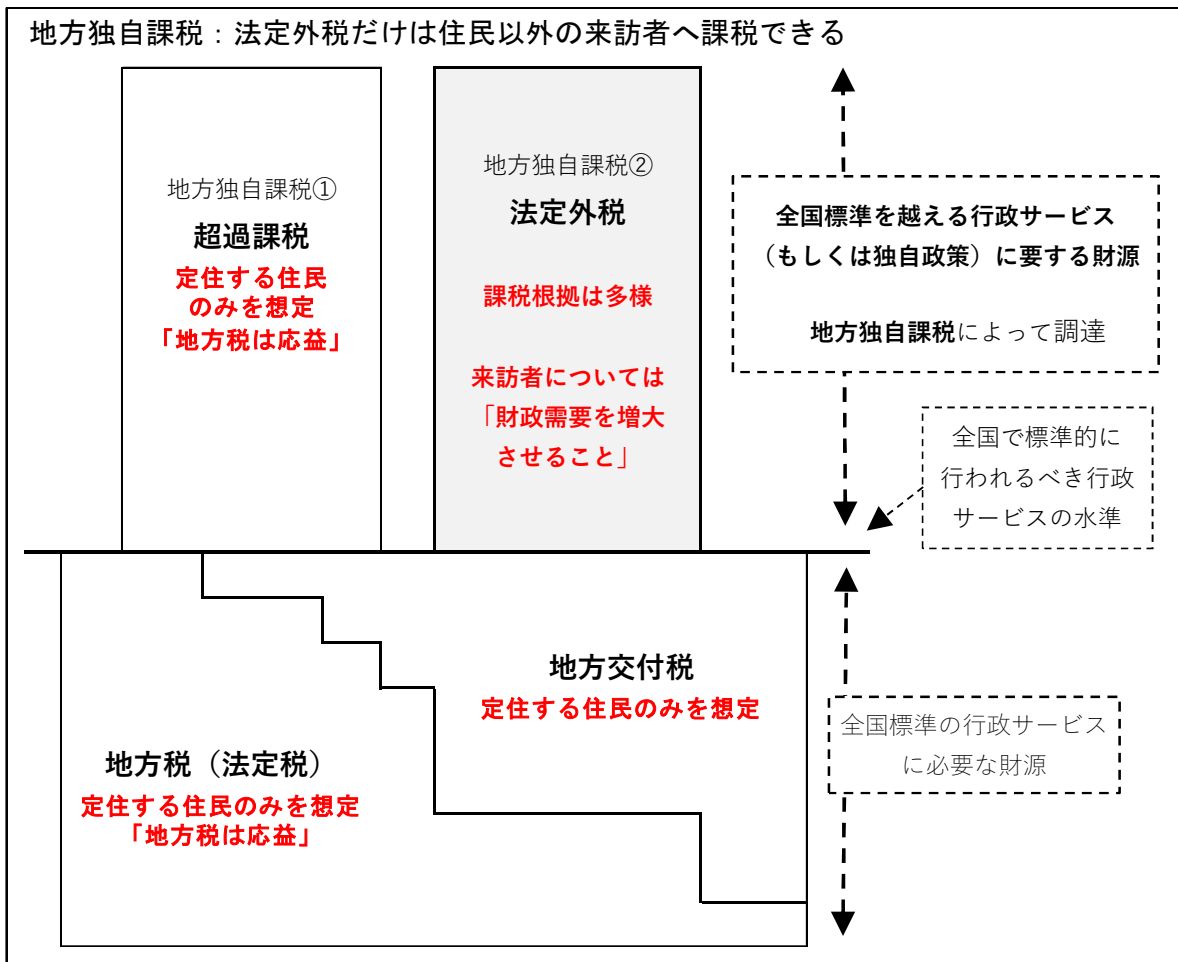 地方独自課税：法定外税だけは住民以外の来訪者へ課税できる
地方独自課税①
超過課税
定住する住民
のみを想定
「地方税は応益」
地方独自課税②
法定外税
課税根拠は多様
来訪者については
「財政需要を増大
させること」
全国標準を越える行政サービス
（もしくは独自政策）に要する財源
地方独自課税によって調達
全国で標準的に
行われるべき行政
サービスの水準
地方交付税
定住する住民のみを想定
地方税（法定税）
定住する住民のみを想定
「地方税は応益」
全国標準の行政サービス
に必要な財源